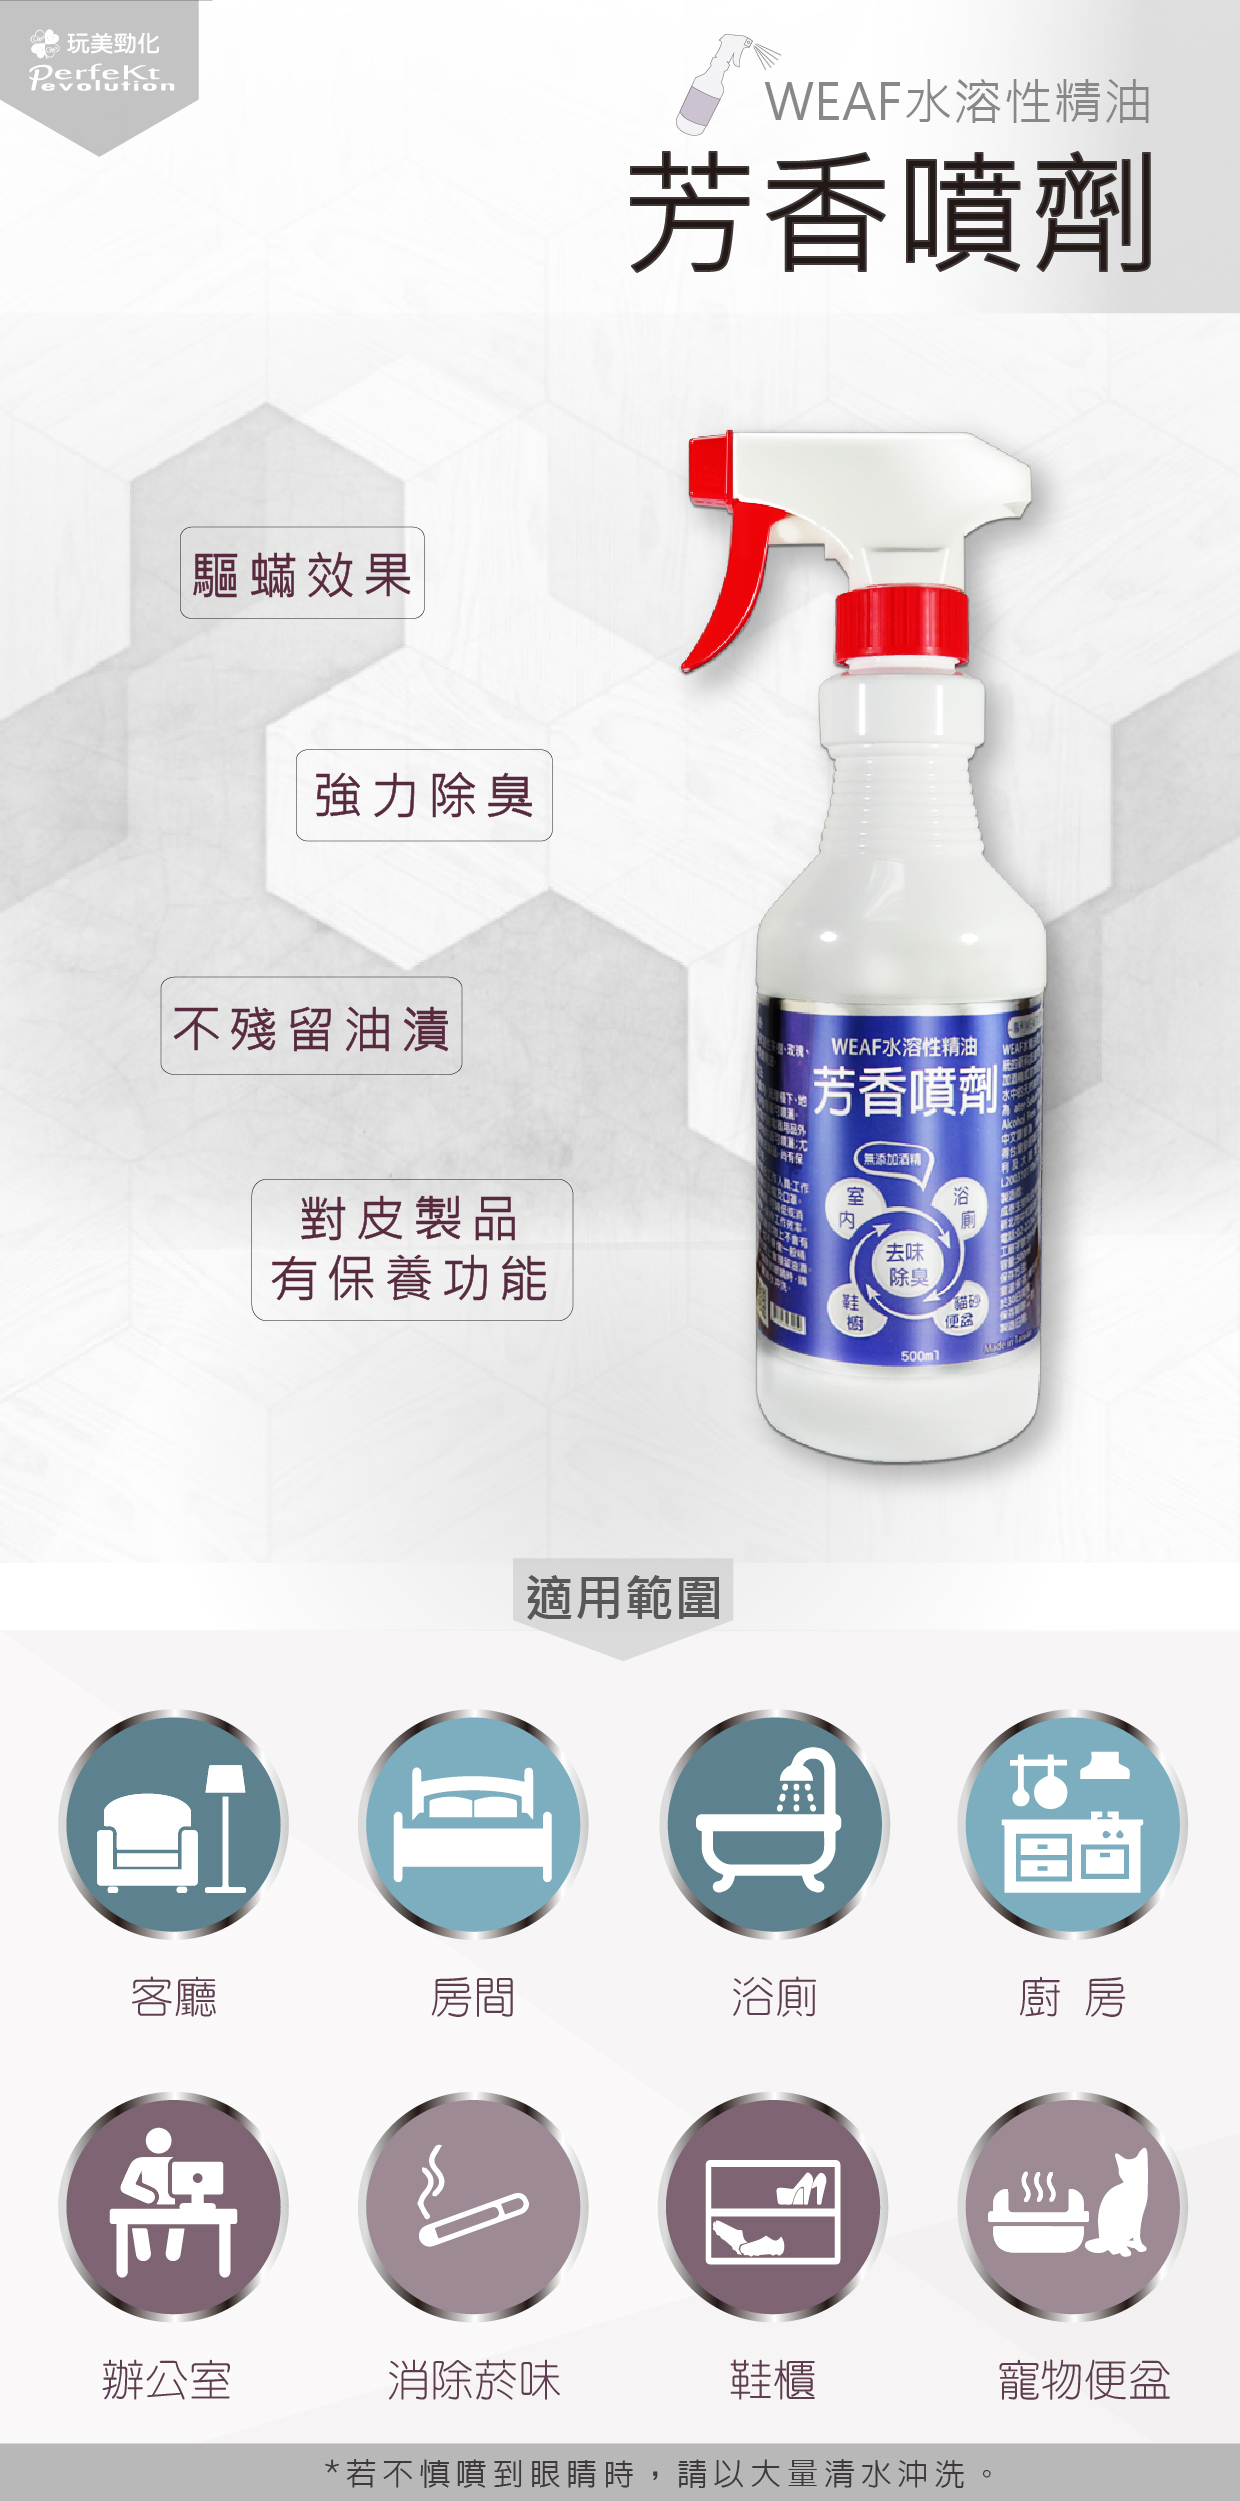 玩美勁化
PerfeKt
revolution
WEAF水溶性精油
芳香噴劑
驅蟎效果
強力除臭
不殘留油漬
對皮製品
有保養功能
WEAF水溶性精油
芳香噴劑
無添加酒精
室內
浴廁
去味
除臭
鞋櫥
貓砂
便盆
500ml
Made in Taiwan
適用範圍
客廳
房間
浴廁
廚 房
辦公室
消除菸味
鞋櫃
寵物便盆
*若不慎噴到眼睛時，請以大量清水沖洗。